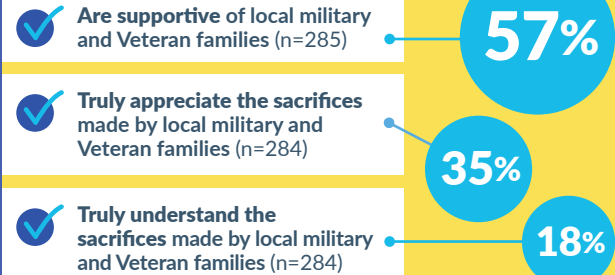 Are supportive of local military
and Veteran families (n=285)
57%
Truly appreciate the sacrifices
made by local military and
Veteran families (n=284)
35%
Truly understand the
sacrifices made by local military
and Veteran families (n=284)
18%